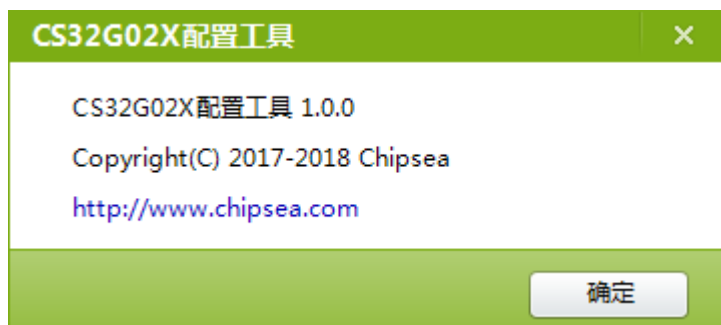 CS32G02X配置工具
CS32G02X配置工具 1.0.0
Copyright(C) 2017-2018 Chipsea
http://www.chipsea.com
确定